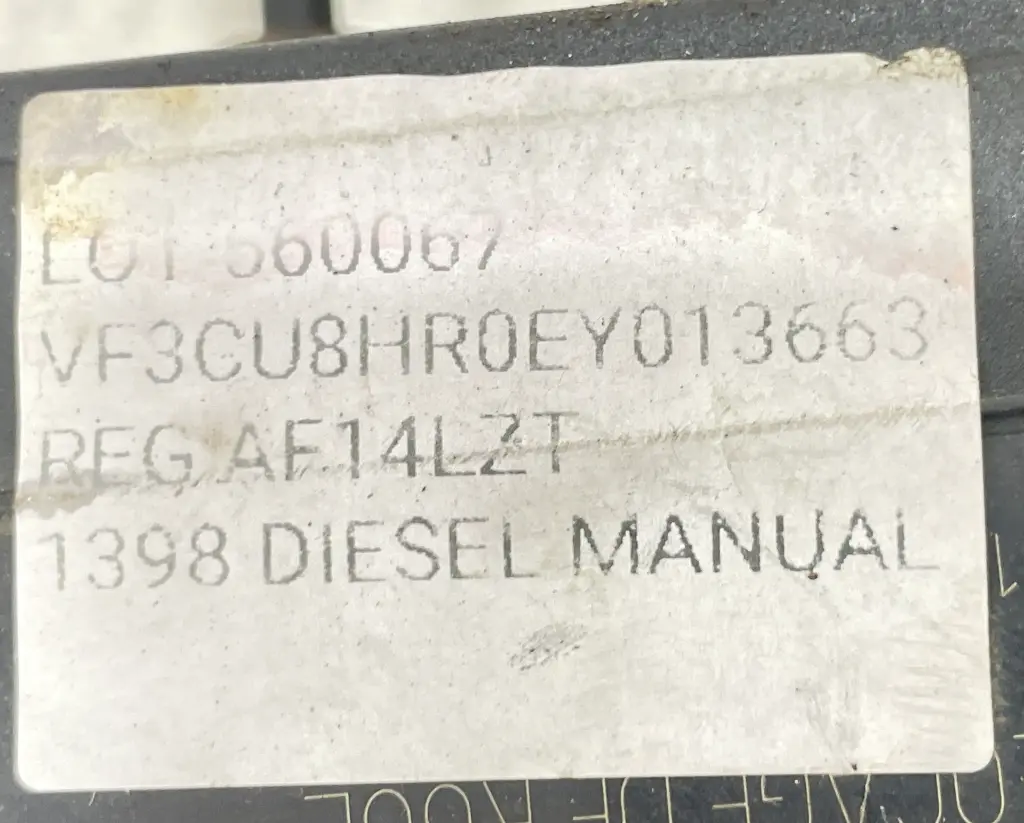 LOT 560067
VF3CU8HR0EY013663
REG AF14LZT
1398 DIESEL MANUAL